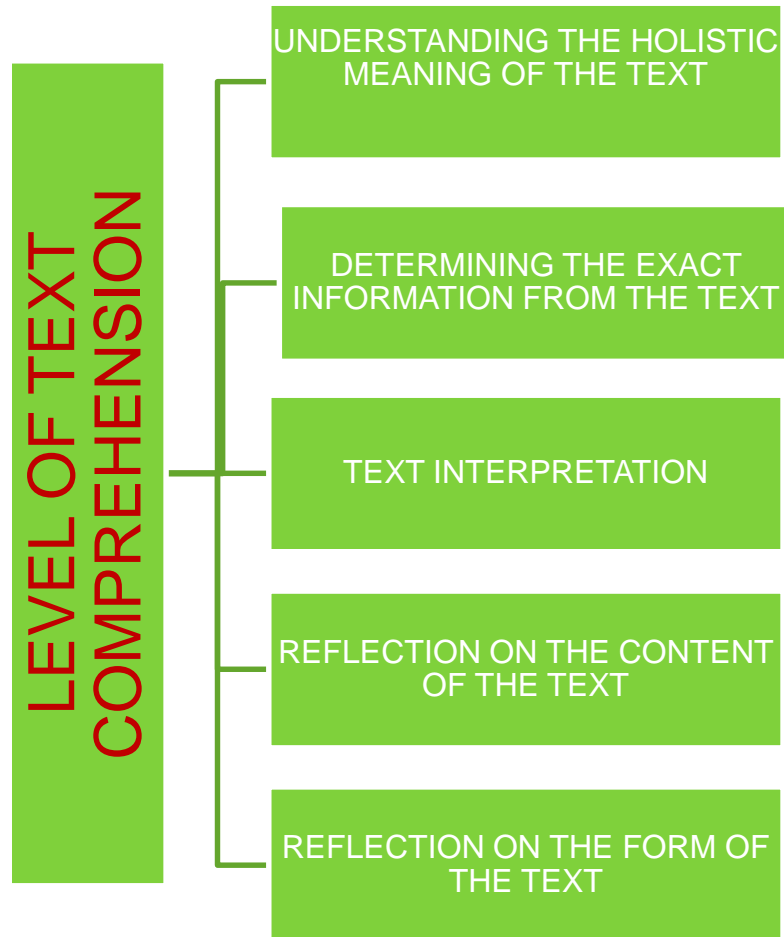 LEVEL OF TEXT
COMPREHENSION
UNDERSTANDING THE HOLISTIC
MEANING OF THE TEXT
DETERMINING THE EXACT
INFORMATION FROM THE TEXT
TEXT INTERPRETATION
REFLECTION ON THE CONTENT
OF THE TEXT
REFLECTION ON THE FORM OF
THE TEXT